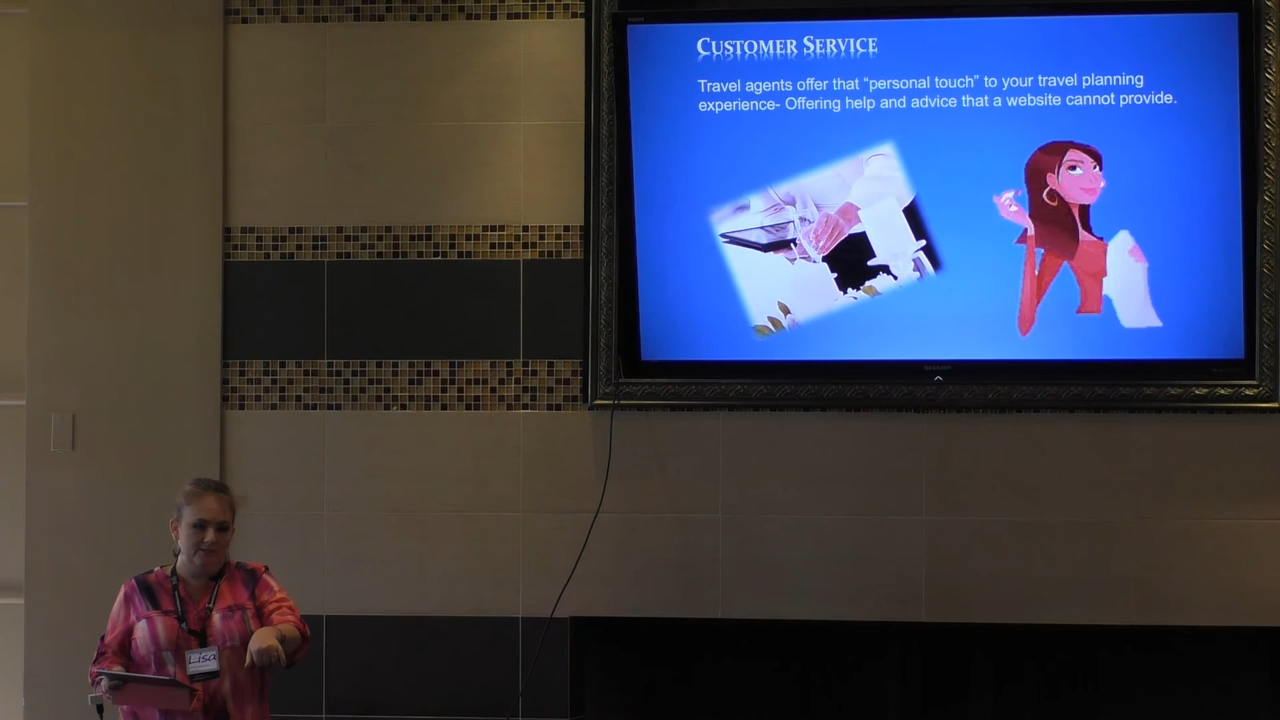 CUSTOMER SERVICE
Travel agents offer that “personal touch” to your travel planning
experience- Offering help and advice that a website cannot provide.
SHARP
Lisa